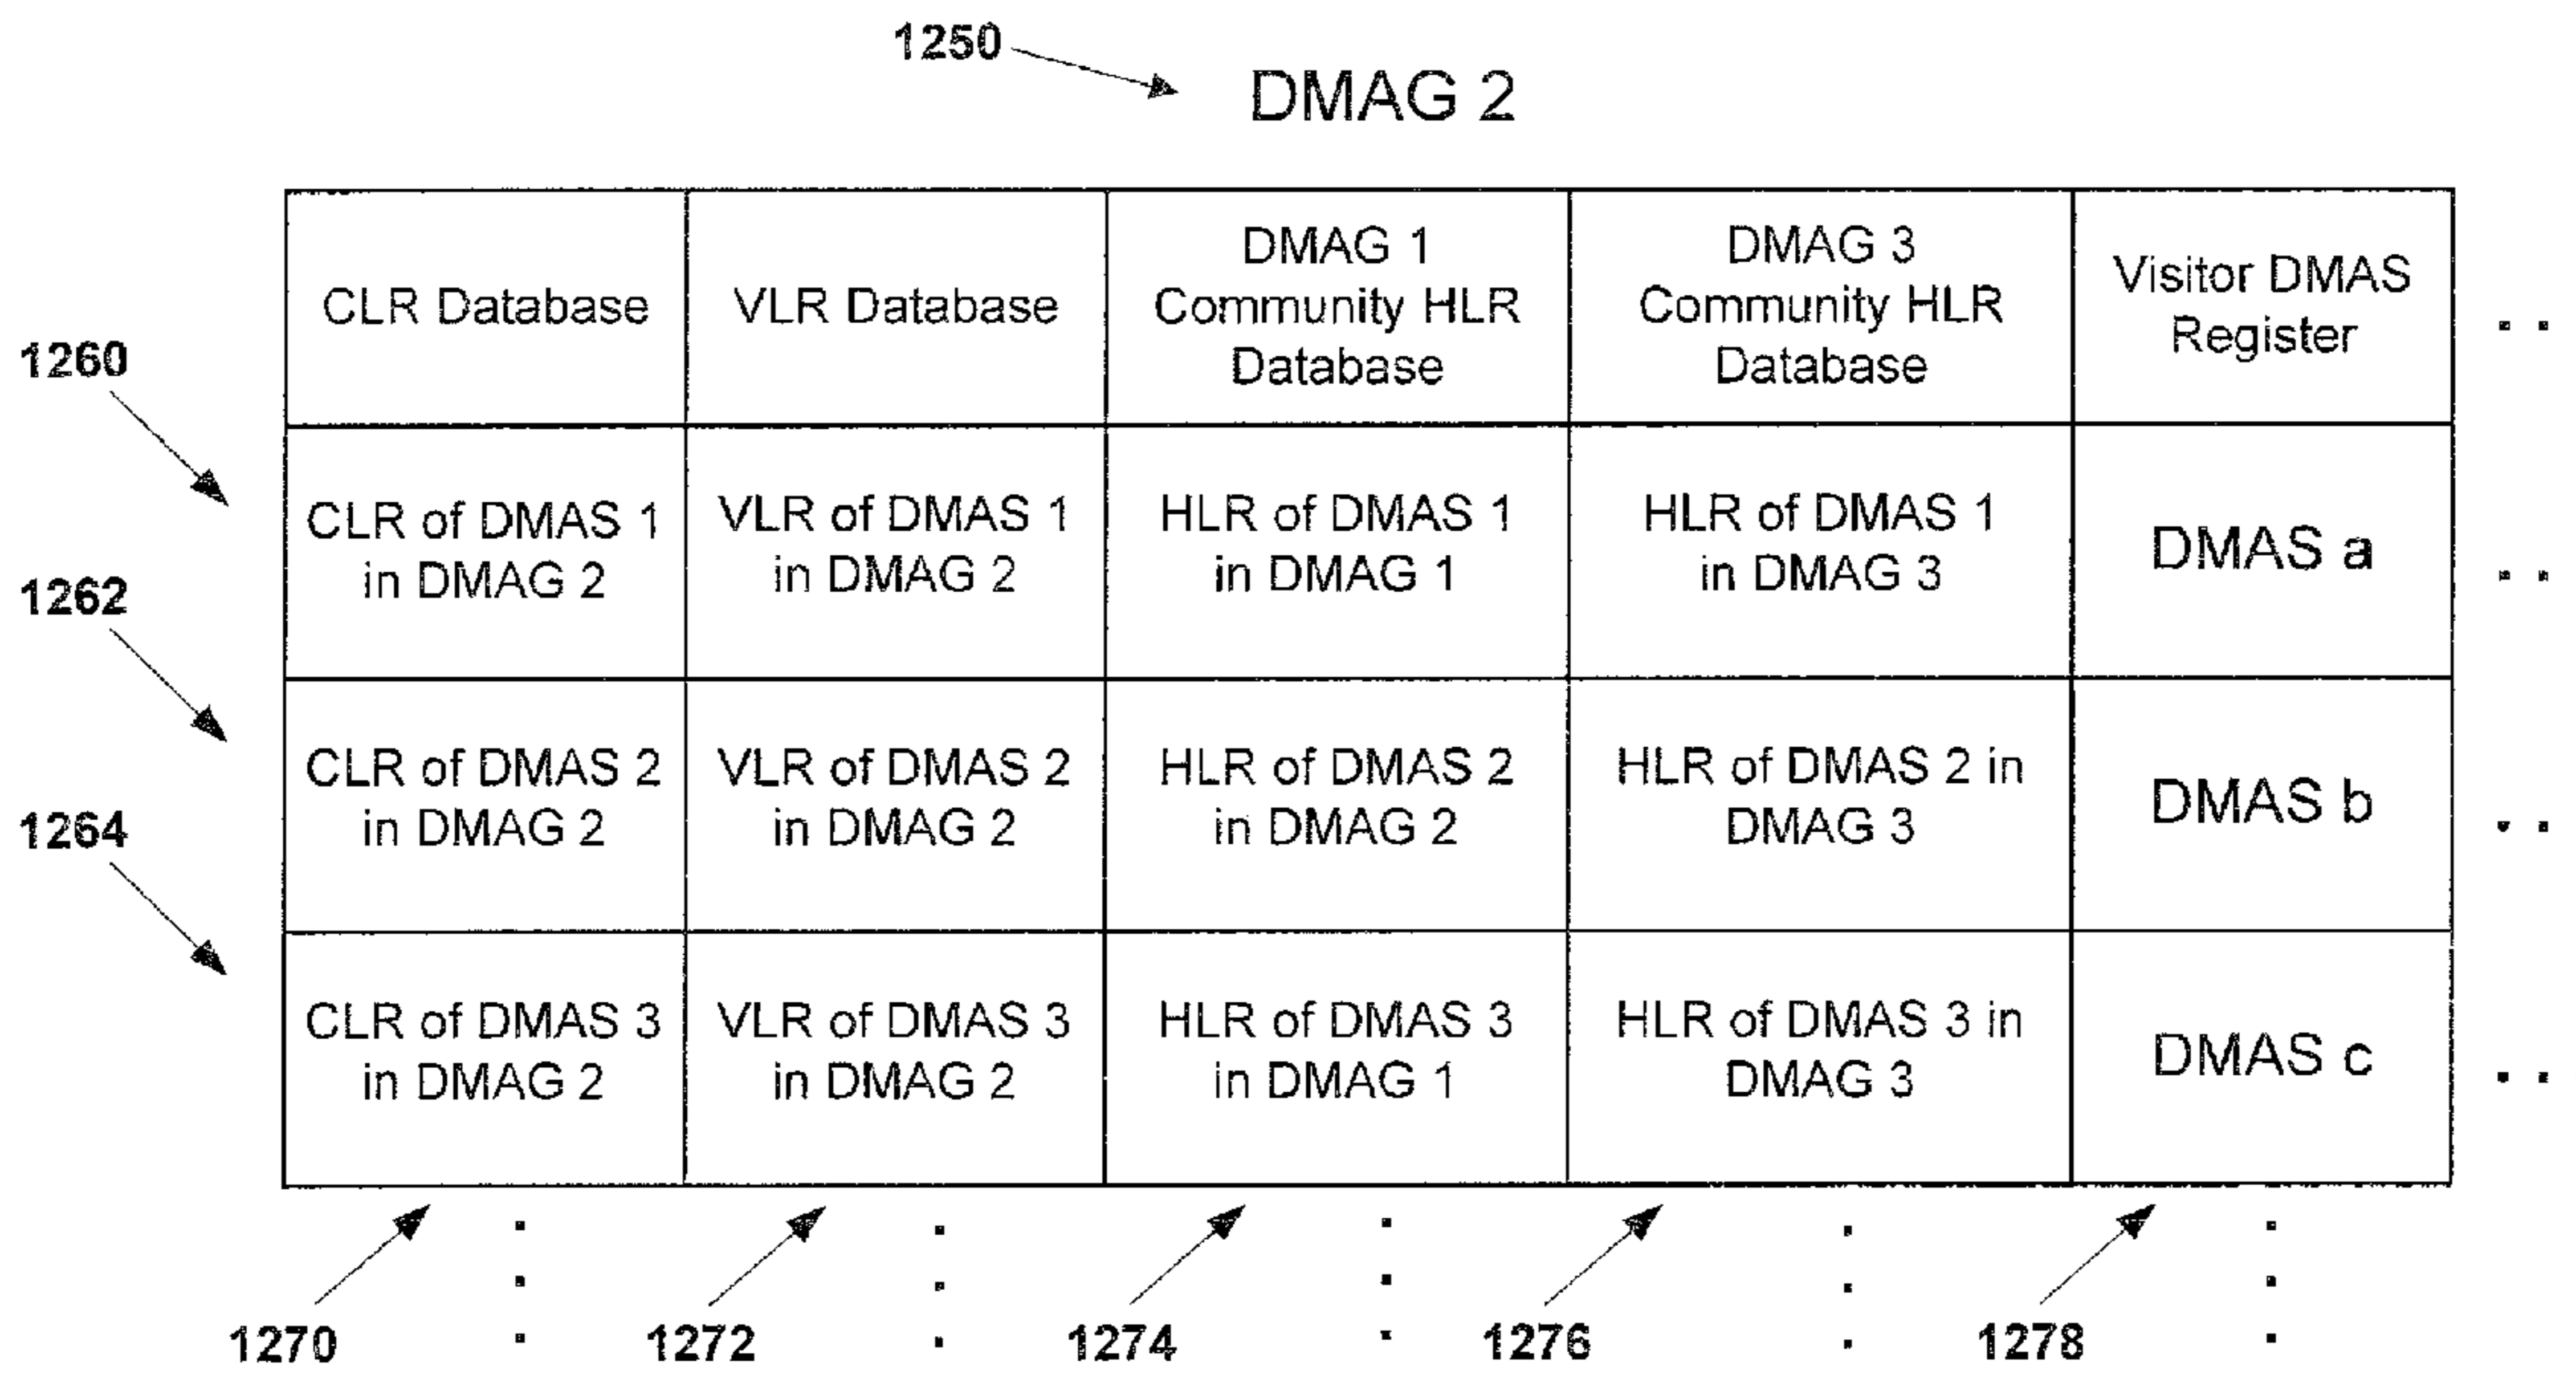 1250
DMAG 2
CLR Database
VLR Database
DMAG 1
Community HLR
Database
DMAG 3
Community HLR
Database
Visitor DMAS
Register
1260
CLR of DMAS 1
in DMAG 2
VLR of DMAS 1
in DMAG 2
HLR of DMAS 1
in DMAG 1
HLR of DMAS 1
in DMAG 3
DMAS a
1262
CLR of DMAS 2
in DMAG 2
VLR of DMAS 2
in DMAG 2
HLR of DMAS 2
in DMAG 2
HLR of DMAS 2 in
DMAG 3
DMAS b
1264
CLR of DMAS 3
in DMAG 2
VLR of DMAS 3
in DMAG 2
HLR of DMAS 3
in DMAG 1
HLR of DMAS 3 in
DMAG 3
DMAS c
1270
1272
1274
1276
1278